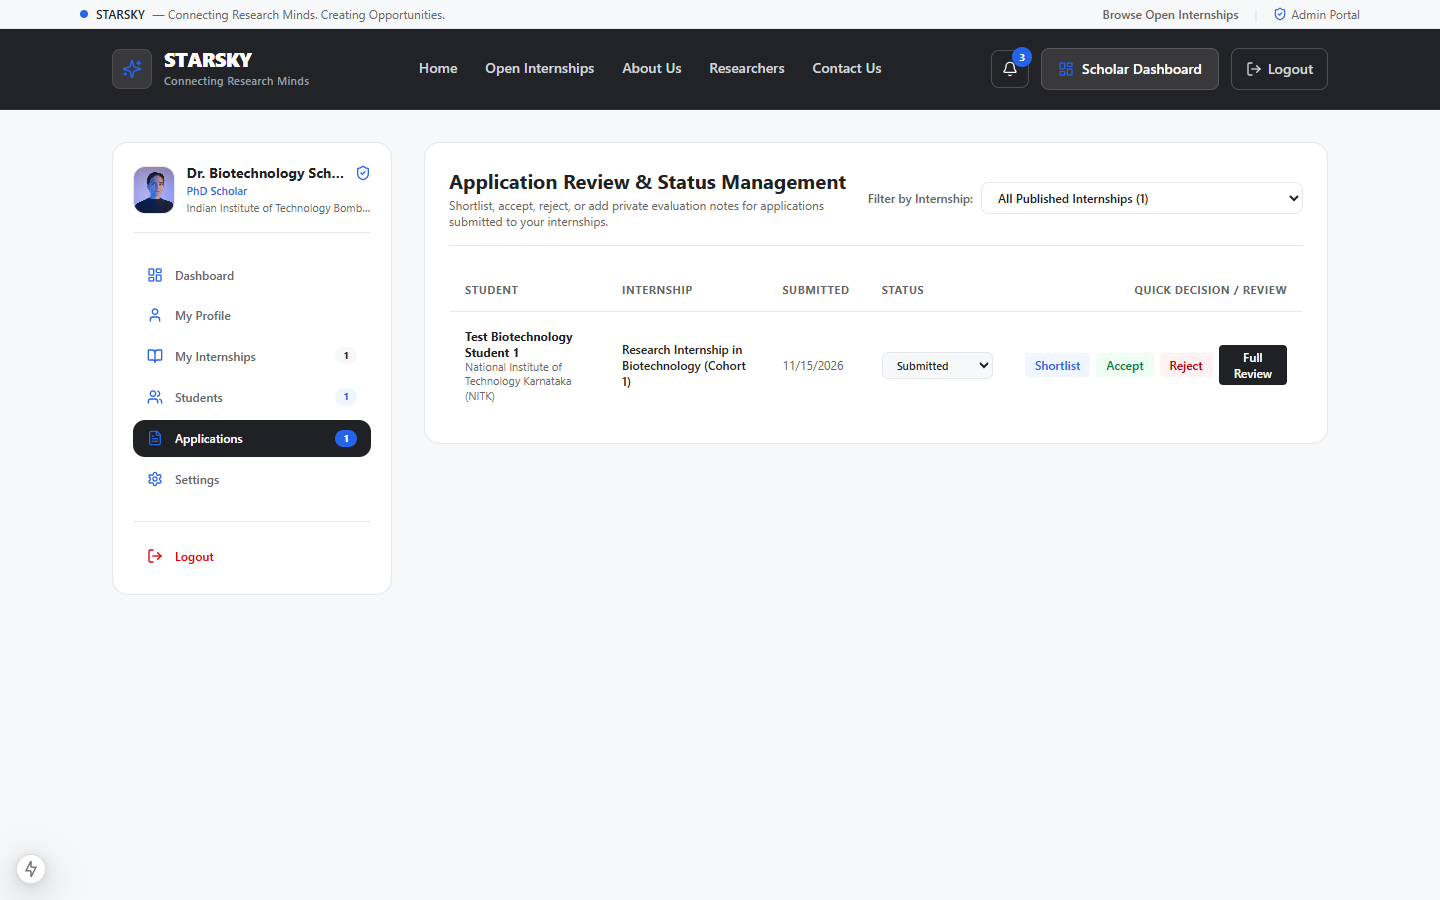 STARSKY — Connecting Research Minds. Creating Opportunities.
Browse Open Internships | Admin Portal
STARSKY
Connecting Research Minds
Home
Open Internships
About Us
Researchers
Contact Us
3
Scholar Dashboard
Logout
Dr. Biotechnology Sch...
PhD Scholar
Indian Institute of Technology Bomb...
Dashboard
My Profile
My Internships 1
Students 1
Applications 1
Settings
Logout
Application Review & Status Management
Shortlist, accept, reject, or add private evaluation notes for applications
submitted to your internships.
Filter by Internship:
All Published Internships (1)
STUDENT
INTERNSHIP
SUBMITTED
STATUS
QUICK DECISION / REVIEW
Test Biotechnology
Student 1
National Institute of
Technology Karnataka
(NITK)
Research Internship in
Biotechnology (Cohort
1)
11/15/2026
Submitted
Shortlist
Accept
Reject
Full
Review